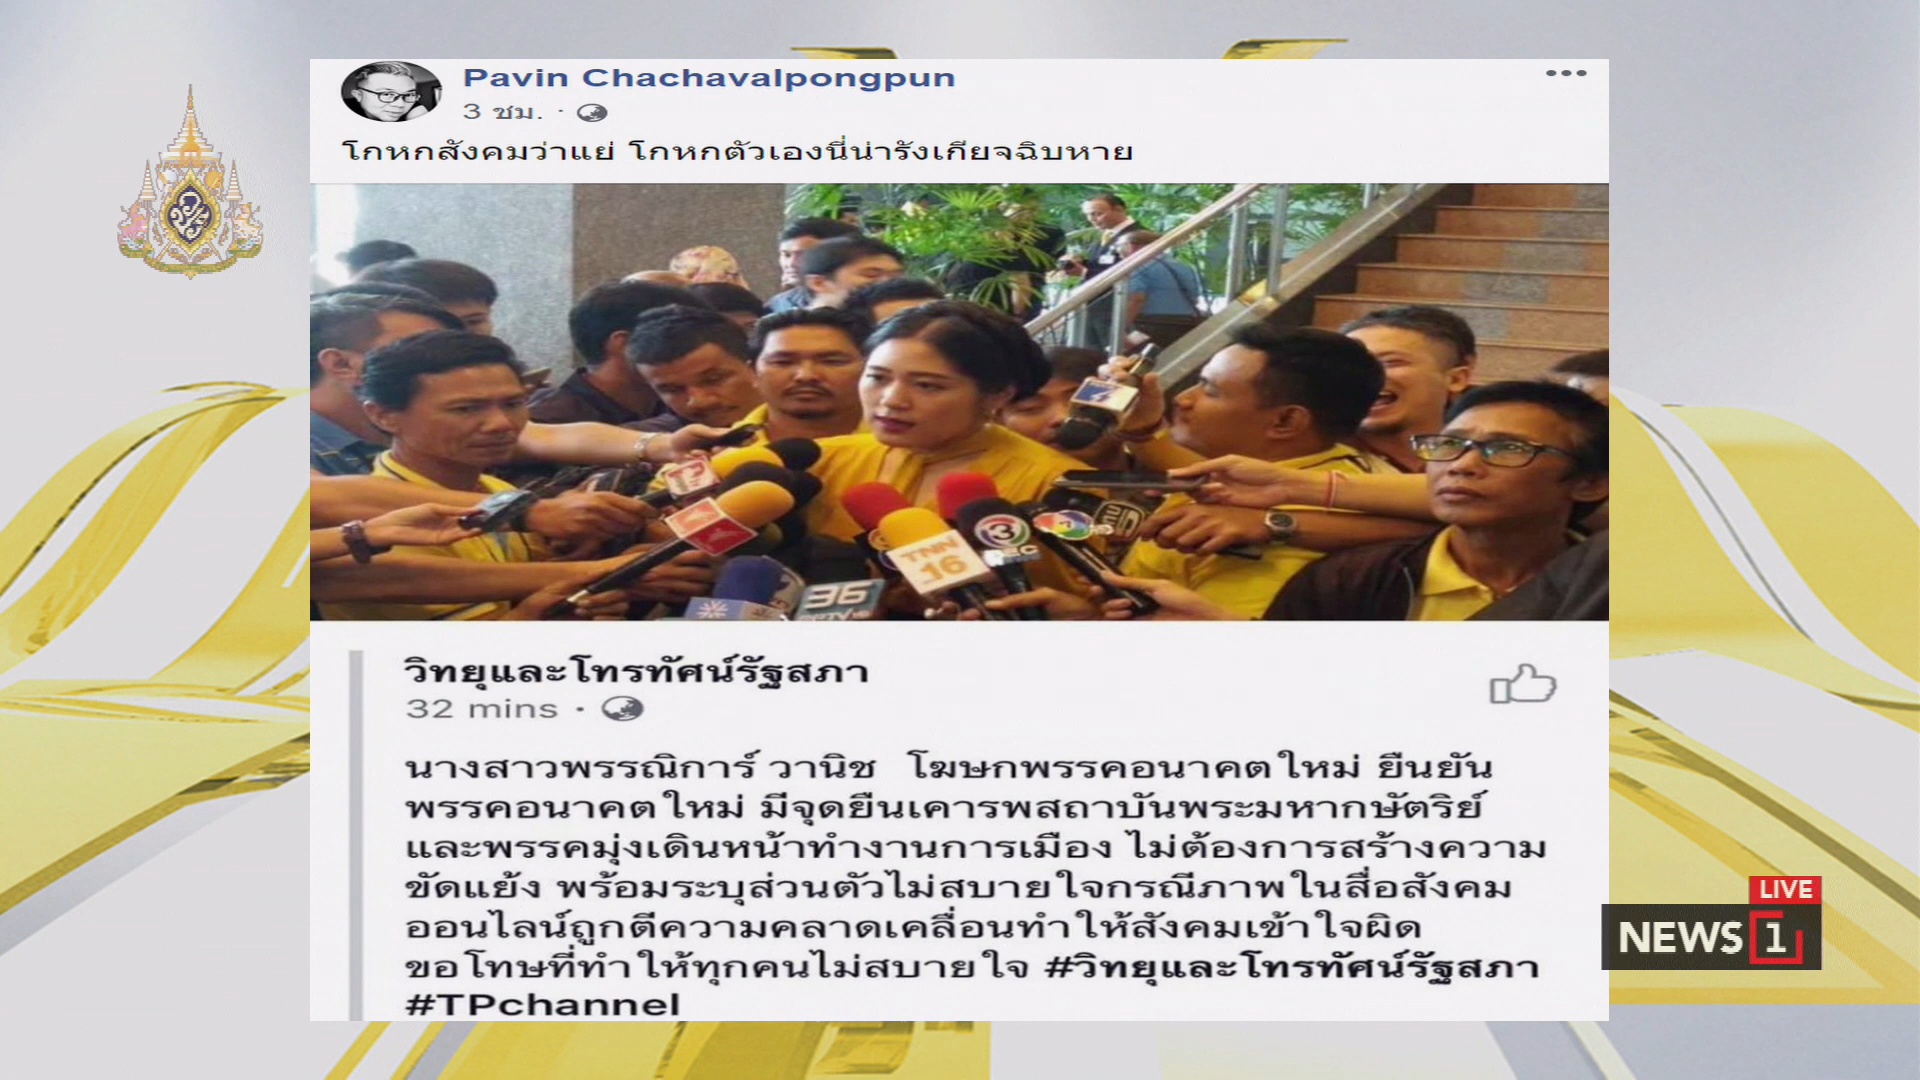 Pavin Chachavalpongpun
3 ชม. ·
โกหกสังคมว่าแย่ โกหกตัวเองนี่น่ารังเกียจฉิบหาย
TNN
16
3
REC
7
36
PPTV HD
วิทยุและโทรทัศน์รัฐสภา
32 mins ·
นางสาวพรรณิการ์ วานิช โฆษกพรรคอนาคตใหม่ ยืนยัน
พรรคอนาคตใหม่ มีจุดยืนเคารพสถาบันพระมหากษัตริย์
และพรรคมุ่งเดินหน้าทำงานการเมือง ไม่ต้องการสร้างความ
ขัดแย้ง พร้อมระบุส่วนตัวไม่สบายใจกรณีภาพในสื่อสังคม
ออนไลน์ถูกตีความคลาดเคลื่อนทำให้สังคมเข้าใจผิด
ขอโทษที่ทำให้ทุกคนไม่สบายใจ #วิทยุและโทรทัศน์รัฐสภา
#TPchannel
LIVE
NEWS 1